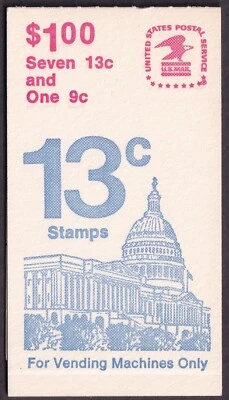 $1.00
Seven 13c
and
One 9c
UNITED STATES POSTAL SERVICE
U.S.MAIL
13c
Stamps
For Vending Machines Only